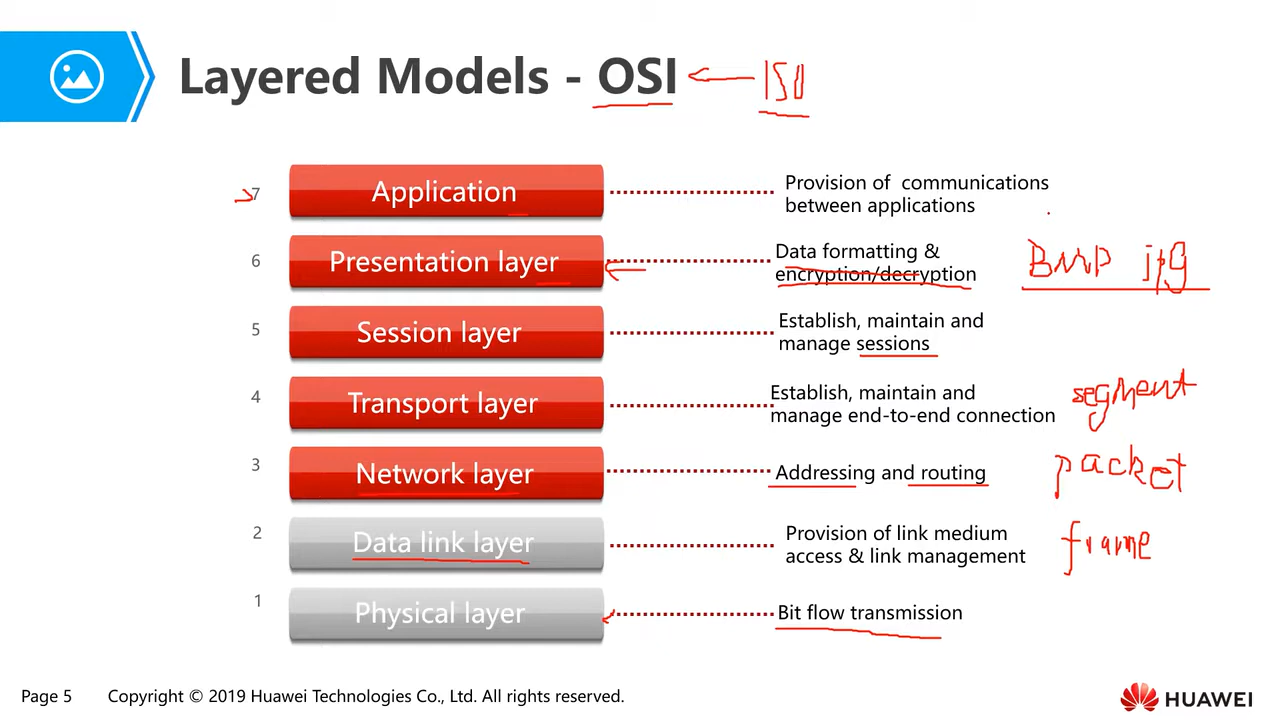 Layered Models - OSI ISO
7 Application Provision of communications
between applications
6 Presentation layer Data formatting &
encryption/decryption
BMP jpg
5 Session layer Establish, maintain and
manage sessions
4 Transport layer Establish, maintain and
manage end-to-end connection
segment
3 Network layer Addressing and routing packet
2 Data link layer Provision of link medium
access & link management
frame
1 Physical layer Bit flow transmission
Page 5 Copyright © 2019 Huawei Technologies Co., Ltd. All rights reserved. HUAWEI